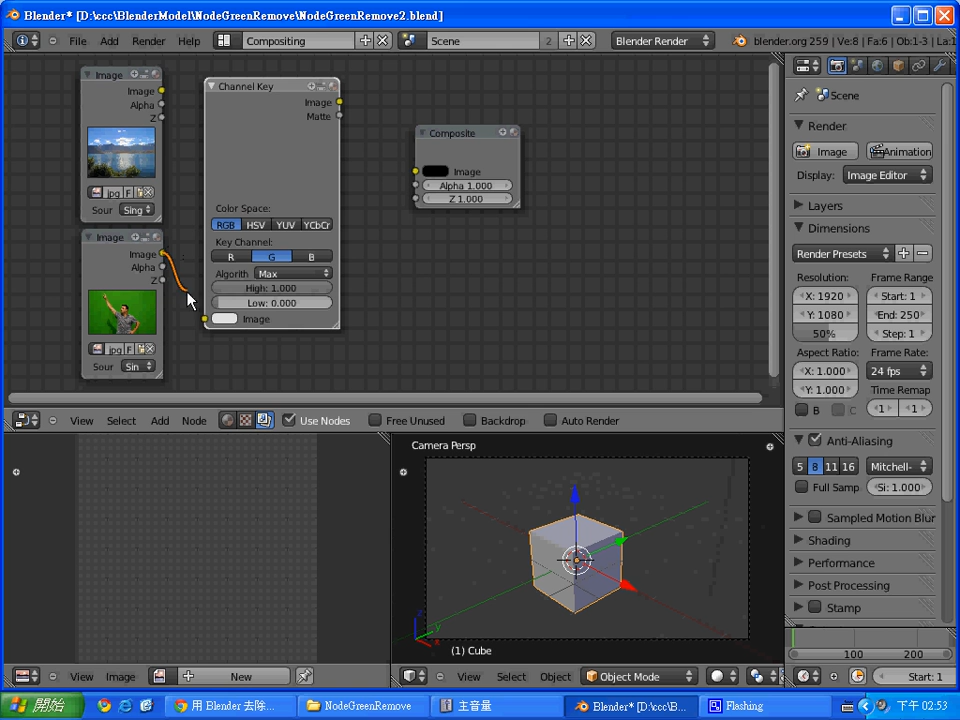 Blender* [D:\ccc\BlenderModel\NodeGreenRemove\NodeGreenRemove2.blend]
File Add Render Help Compositing Scene 2 Blender Render blender.org 259 | Ve:8 | Fa:6 | Ob:1-3 | La:1
Image
Image
Alpha
Z
jpg F
Sour Sing
Image
Image
Alpha
Z
jpg F
Sour Sin
Channel Key
Image
Matte
Color Space:
RGB HSV YUV YCbCr
Key Channel:
R G B
Algorith Max
High: 1.000
Low: 0.000
Image
Composite
Image
Alpha 1.000
Z 1.000
Scene
Render
Image Animation
Display: Image Editor
Layers
Dimensions
Render Presets
Resolution: Frame Range
X: 1920 Start: 1
Y: 1080 End: 250
50% Step: 1
Aspect Ratio: Frame Rate:
X: 1.000 24 fps
Y: 1.000 Time Remap
B C 1 1
Anti-Aliasing
5 8 11 16 Mitchell-
Full Samp Si: 1.000
Sampled Motion Blur
Shading
Performance
Post Processing
Stamp
View Select Add Node Use Nodes Free Unused Backdrop Auto Render
Camera Persp
(1) Cube
View Image New
View Select Object Object Mode
100 200
Start: 1
開始 用 Blender 去除... NodeGreenRemove 主音量 Blender* [D:\ccc\B... Flashing 下午 02:53